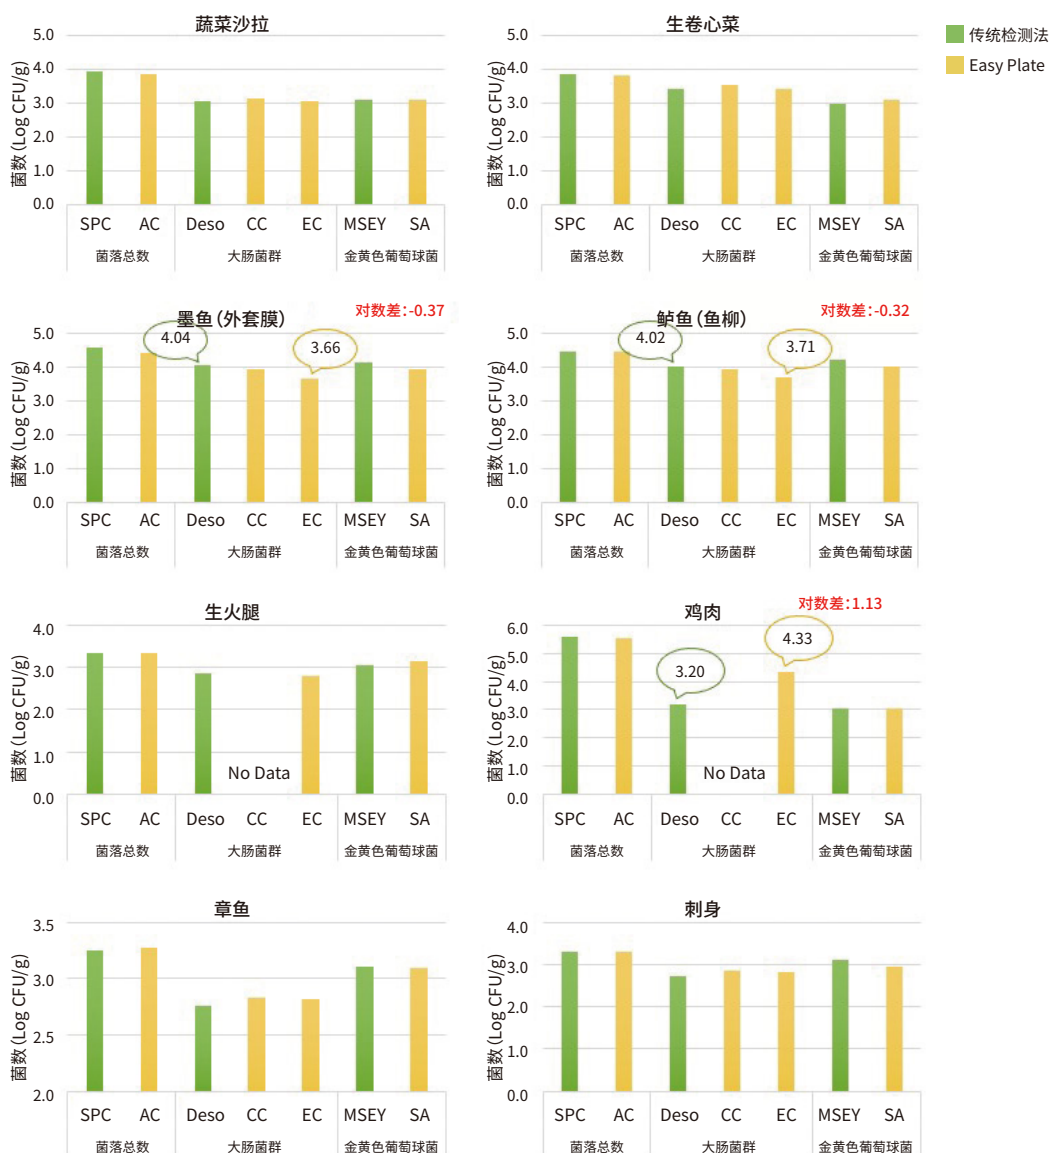 蔬菜沙拉
5.0
4.0
3.0
2.0
1.0
0.0
菌数（Log CFU/g）
SPC AC Deso CC EC MSEY SA
菌落总数 大肠菌群 金黄色葡萄球菌
生卷心菜
5.0
4.0
3.0
2.0
1.0
0.0
菌数（Log CFU/g）
SPC AC Deso CC EC MSEY SA
菌落总数 大肠菌群 金黄色葡萄球菌
传统检测法
Easy Plate
墨鱼（外套膜）
对数差：-0.37
4.04
3.66
5.0
4.0
3.0
2.0
1.0
0.0
菌数（Log CFU/g）
SPC AC Deso CC EC MSEY SA
菌落总数 大肠菌群 金黄色葡萄球菌
鲈鱼（鱼柳）
对数差：-0.32
4.02
3.71
5.0
4.0
3.0
2.0
1.0
0.0
菌数（Log CFU/g）
SPC AC Deso CC EC MSEY SA
菌落总数 大肠菌群 金黄色葡萄球菌
生火腿
4.0
3.0
2.0
1.0
0.0
菌数（Log CFU/g）
No Data
SPC AC Deso CC EC MSEY SA
菌落总数 大肠菌群 金黄色葡萄球菌
鸡肉
对数差：1.13
3.20
4.33
6.0
5.0
4.0
3.0
2.0
1.0
0.0
菌数（Log CFU/g）
No Data
SPC AC Deso CC EC MSEY SA
菌落总数 大肠菌群 金黄色葡萄球菌
章鱼
3.5
3.0
2.5
2.0
菌数（Log CFU/g）
SPC AC Deso CC EC MSEY SA
菌落总数 大肠菌群 金黄色葡萄球菌
刺身
4.0
3.0
2.0
1.0
0.0
菌数（Log CFU/g）
SPC AC Deso CC EC MSEY SA
菌落总数 大肠菌群 金黄色葡萄球菌